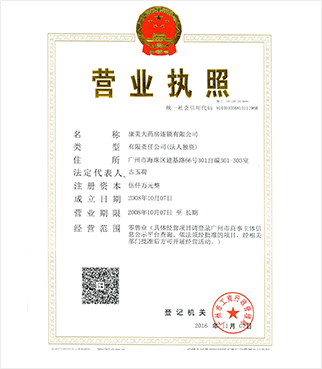 营业执照
统一社会信用代码
名称 康美大药房连锁有限公司
类型 有限责任公司(法人独资)
住所 广州市海珠区建基路66号301自编301-303室
法定代表人 古玉荷
注册资本 伍仟万元整
成立日期 2008年10月07日
营业期限 2008年10月07日 至 长期
经营范围 零售业(具体经营项目请登录广州市商事主体信
息公示平台查询。依法须经批准的项目,经相关
部门批准后方可开展经营活动。)
登记机关
2016 年 11 月